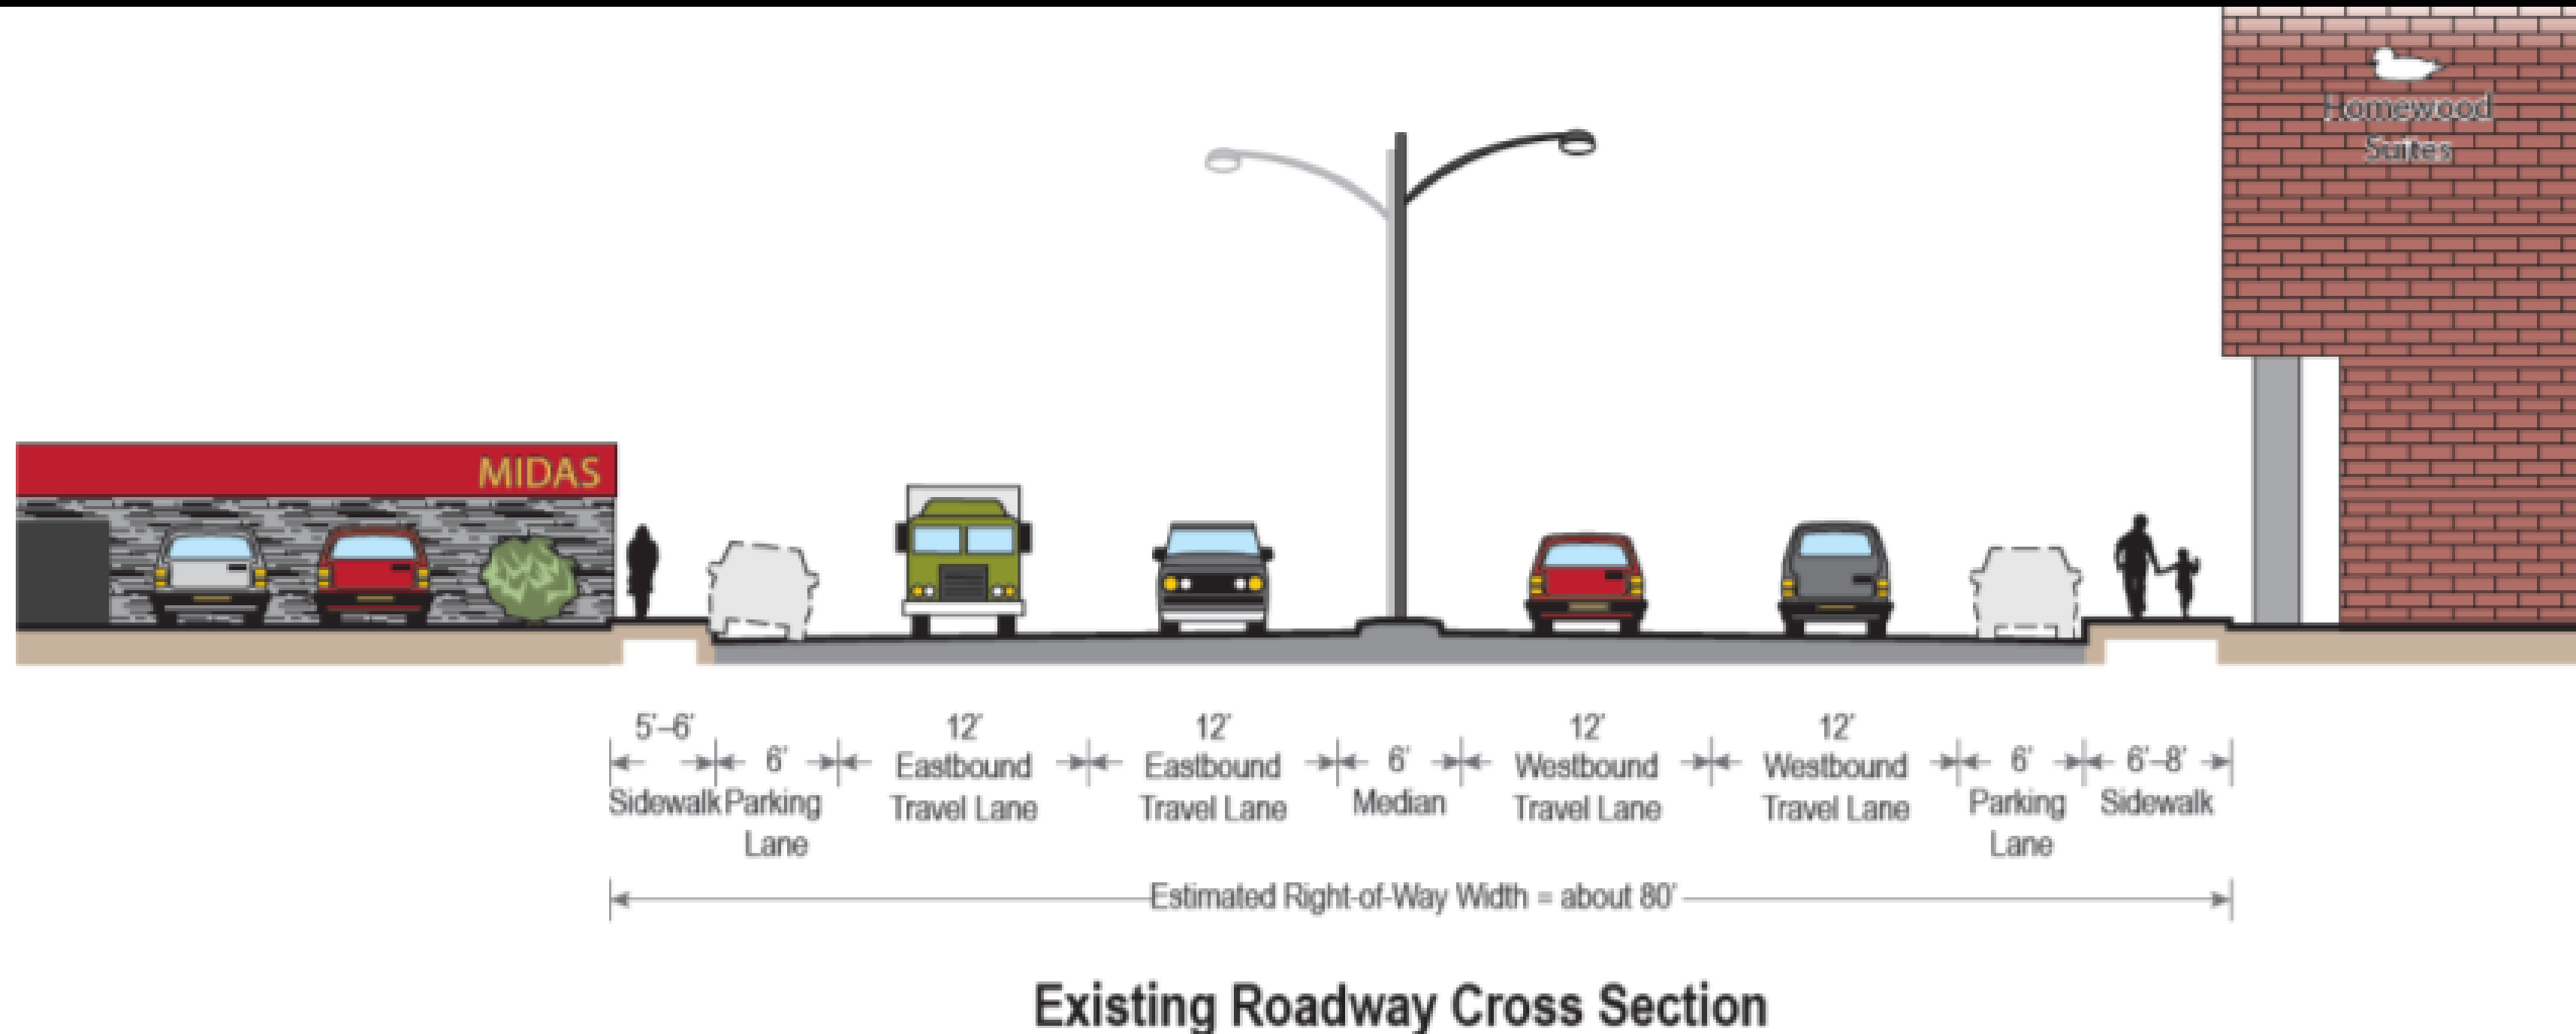 Homewood
Suites
MIDAS
5'–6'
6'
12'
12'
6'
12'
12'
6'
6'–8'
Sidewalk
Parking
Lane
Eastbound
Travel Lane
Eastbound
Travel Lane
Median
Westbound
Travel Lane
Westbound
Travel Lane
Parking
Lane
Sidewalk
Estimated Right-of-Way Width = about 80'
Existing Roadway Cross Section